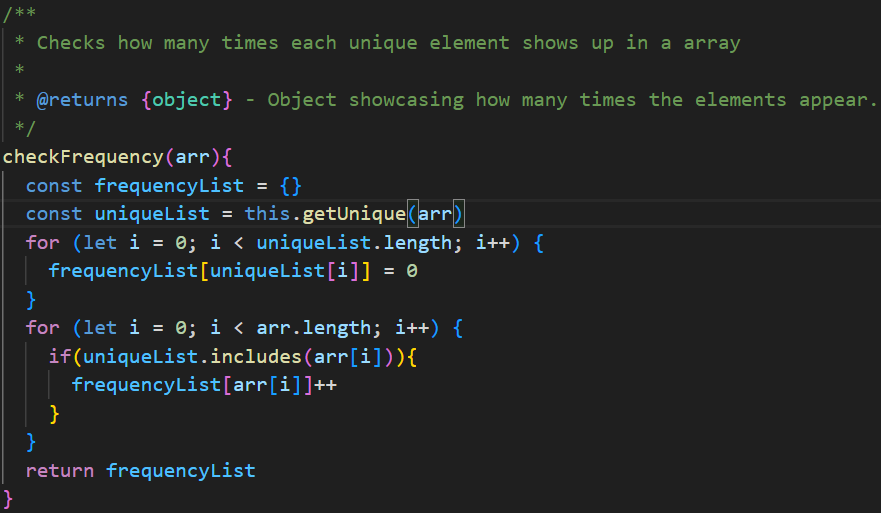 /**
 * Checks how many times each unique element shows up in a array
 *
 * @returns {object} - Object showcasing how many times the elements appear.
 */
checkFrequency(arr){
  const frequencyList = {}
  const uniqueList = this.getUnique(arr)
  for (let i = 0; i < uniqueList.length; i++) {
    frequencyList[uniqueList[i]] = 0
  }
  for (let i = 0; i < arr.length; i++) {
    if(uniqueList.includes(arr[i])){
      frequencyList[arr[i]]++
    }
  }
  return frequencyList
}